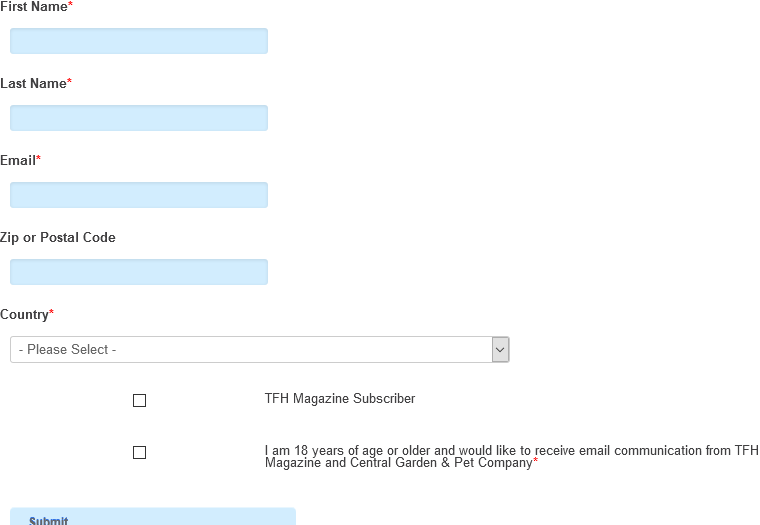 First Name*
Last Name*
Email*
Zip or Postal Code
Country*
- Please Select -
TFH Magazine Subscriber
I am 18 years of age or older and would like to receive email communication from TFH
Magazine and Central Garden & Pet Company*
Submit